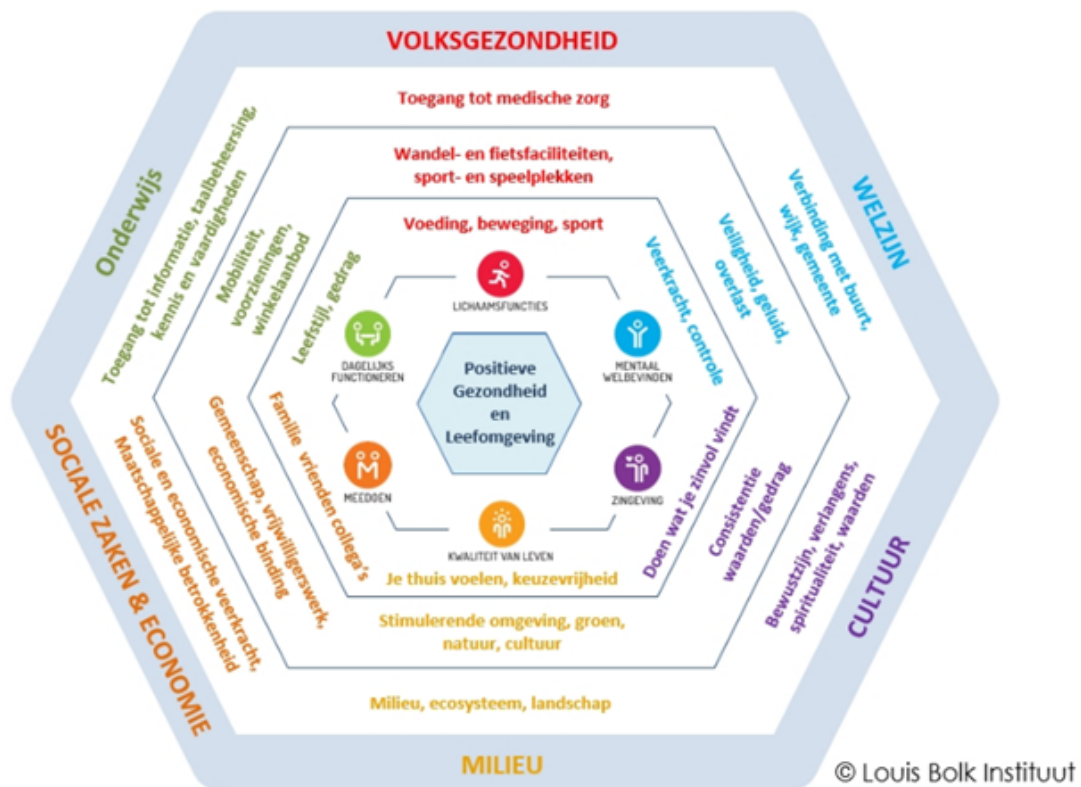 VOLKSGEZONDHEID
Toegang tot medische zorg
Wandel- en fietsfaciliteiten,
sport- en speelplekken
Voeding, beweging, sport
LICHAAMSFUNCTIES
WELZIJN
Verbinding met buurt,
wijk, gemeente
Veiligheid, geluid,
overlast
Veerkracht, controle
MENTAAL
WELBEVINDEN
CULTUUR
Bewustzijn, verlangens,
spiritualiteit, waarden
Consistentie
waarden/gedrag
Doen wat je zinvol vindt
ZINGEVING
MILIEU
Milieu, ecosysteem, landschap
Stimulerende omgeving, groen,
natuur, cultuur
Je thuis voelen, keuzevrijheid
KWALITEIT VAN LEVEN
SOCIALE ZAKEN & ECONOMIE
Sociale en economische veerkracht,
Maatschappelijke betrokkenheid
Gemeenschap, vrijwilligerswerk,
economische binding
Familie vrienden collega's
MEEDOEN
Onderwijs
Toegang tot informatie, taalbeheersing,
kennis en vaardigheden
Mobiliteit,
voorzieningen,
winkelaanbod
Leefstijl, gedrag
DAGELIJKS
FUNCTIONEREN
Positieve
Gezondheid
en
Leefomgeving
© Louis Bolk Instituut